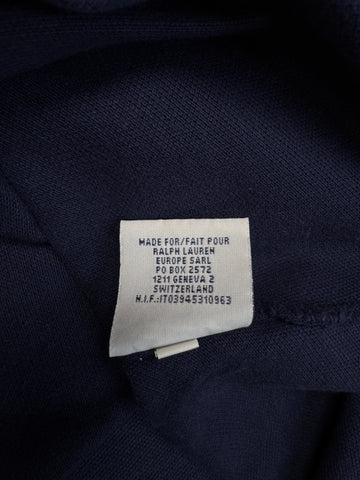 MADE FOR/FAIT POUR
RALPH LAUREN
EUROPE SARL
PO BOX 2572
1211 GENEVA 2
SWITZERLAND
N.I.F.:IT03945310963